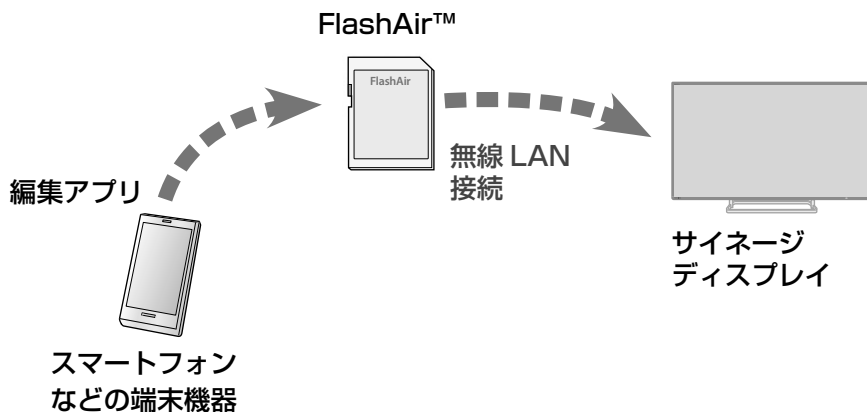 FlashAir™
FlashAir
無線 LAN
接続
編集アプリ
サイネージ
ディスプレイ
スマートフォン
などの端末機器